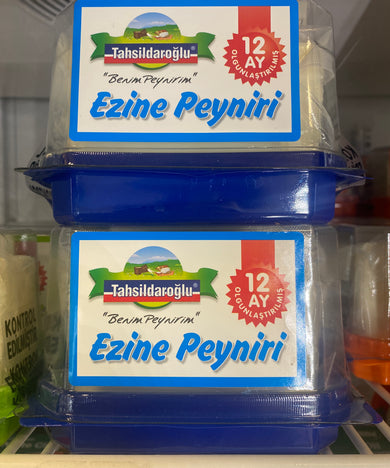 Tahsildaroğlu®
"Benim Peynirim"
Ezine Peyniri
12
AY
OLGUNLAŞTIRILMIŞ
Tahsildaroğlu®
"Benim Peynirim"
Ezine Peyniri
12
AY
OLGUNLAŞTIRILMIŞ
KONTROL